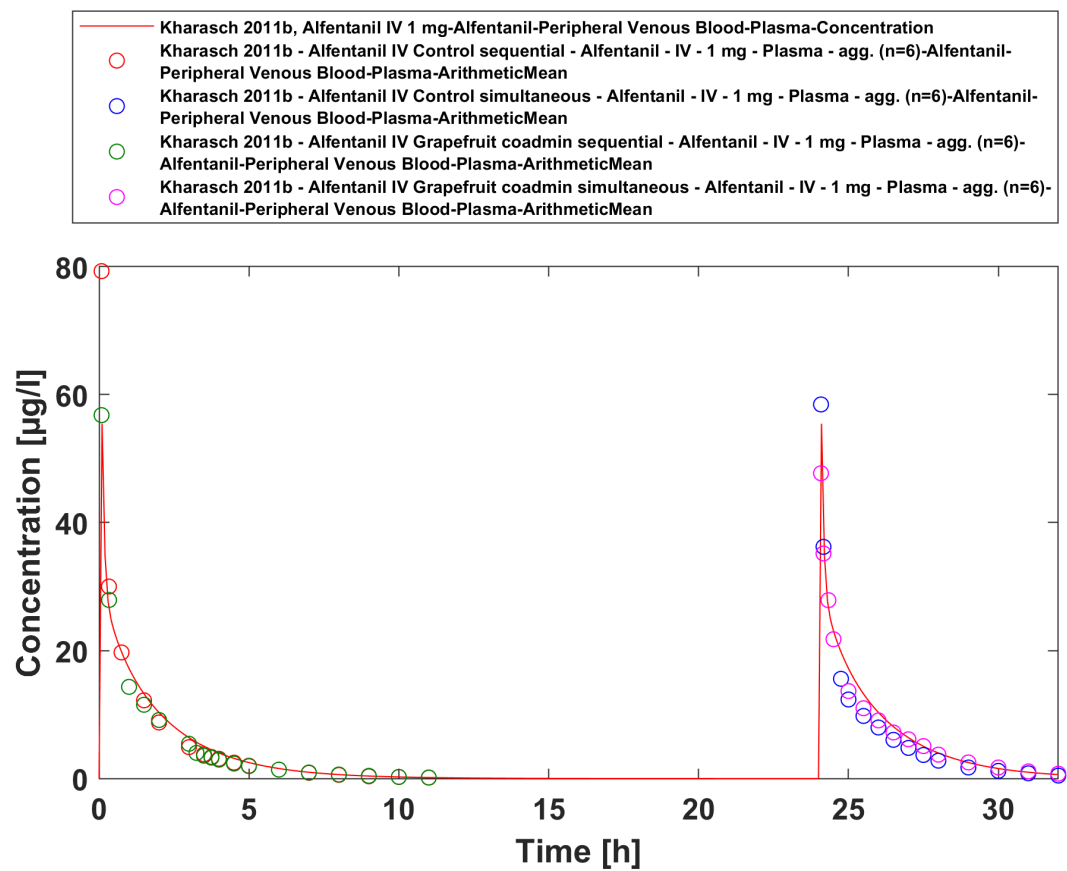 Kharasch 2011b, Alfentanil IV 1 mg-Alfentanil-Peripheral Venous Blood-Plasma-Concentration
Kharasch 2011b - Alfentanil IV Control sequential - Alfentanil - IV - 1 mg - Plasma - agg. (n=6)-Alfentanil-
Peripheral Venous Blood-Plasma-ArithmeticMean
Kharasch 2011b - Alfentanil IV Control simultaneous - Alfentanil - IV - 1 mg - Plasma - agg. (n=6)-Alfentanil-
Peripheral Venous Blood-Plasma-ArithmeticMean
Kharasch 2011b - Alfentanil IV Grapefruit coadmin sequential - Alfentanil - IV - 1 mg - Plasma - agg. (n=6)-
Alfentanil-Peripheral Venous Blood-Plasma-ArithmeticMean
Kharasch 2011b - Alfentanil IV Grapefruit coadmin simultaneous - Alfentanil - IV - 1 mg - Plasma - agg. (n=6)-
Alfentanil-Peripheral Venous Blood-Plasma-ArithmeticMean
80
60
40
20
0
Concentration [µg/l]
0 5 10 15 20 25 30
Time [h]